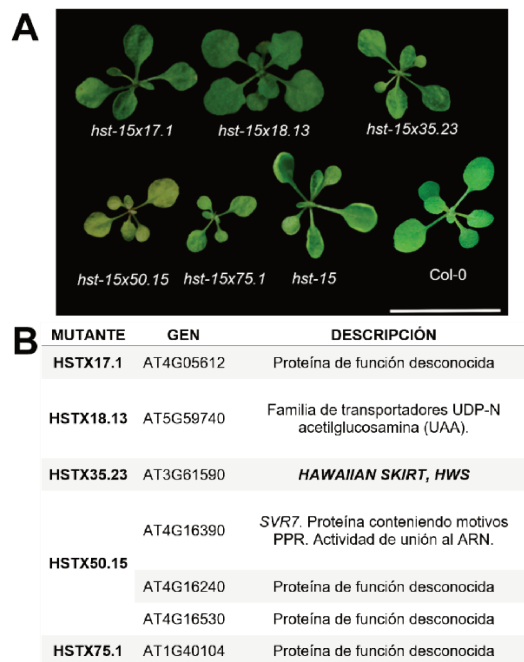 A
hst-15x17.1 hst-15x18.13 hst-15x35.23
hst-15x50.15 hst-15x75.1 hst-15 Col-0
B MUTANTE GEN DESCRIPCIÓN
HSTX17.1 AT4G05612 Proteína de función desconocida
HSTX18.13 AT5G59740 Familia de transportadores UDP-N
acetilglucosamina (UAA).
HSTX35.23 AT3G61590 HAWAIIAN SKIRT, HWS
HSTX50.15 AT4G16390 SVR7. Proteína conteniendo motivos
PPR. Actividad de unión al ARN.
AT4G16240 Proteína de función desconocida
AT4G16530 Proteína de función desconocida
HSTX75.1 AT1G40104 Proteína de función desconocida